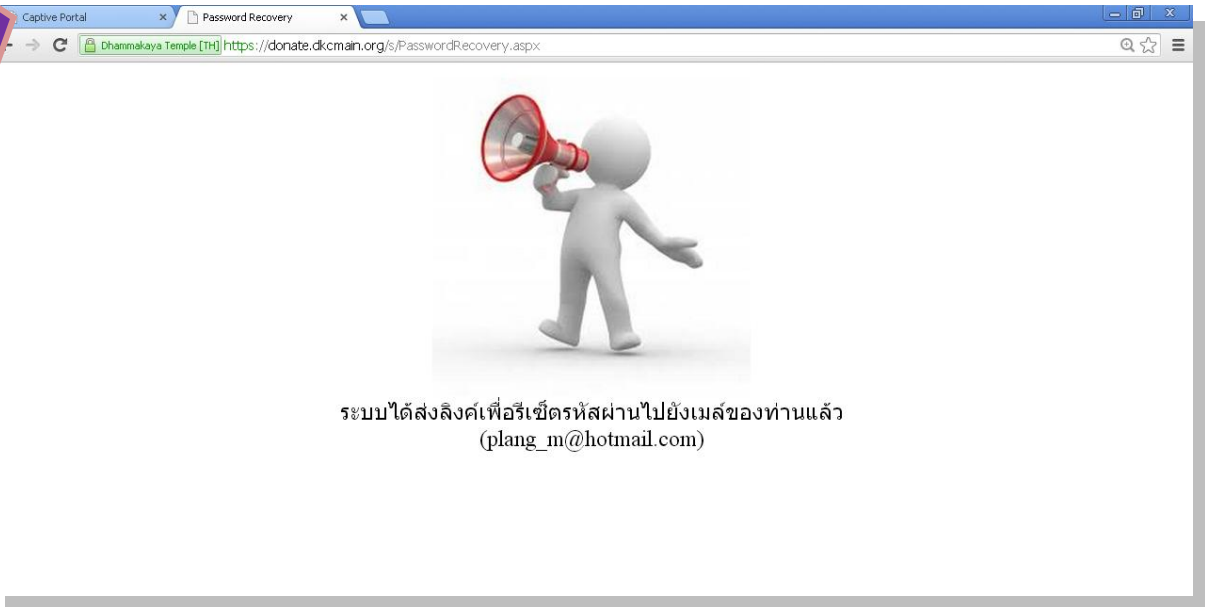 Captive Portal
Password Recovery
Dhammakaya Temple [TH] https://donate.dkcmain.org/s/PasswordRecovery.aspx
ระบบได้ส่งลิงค์เพื่อรีเซ็ตรหัสผ่านไปยังเมล์ของท่านแล้ว
(plang_m@hotmail.com)